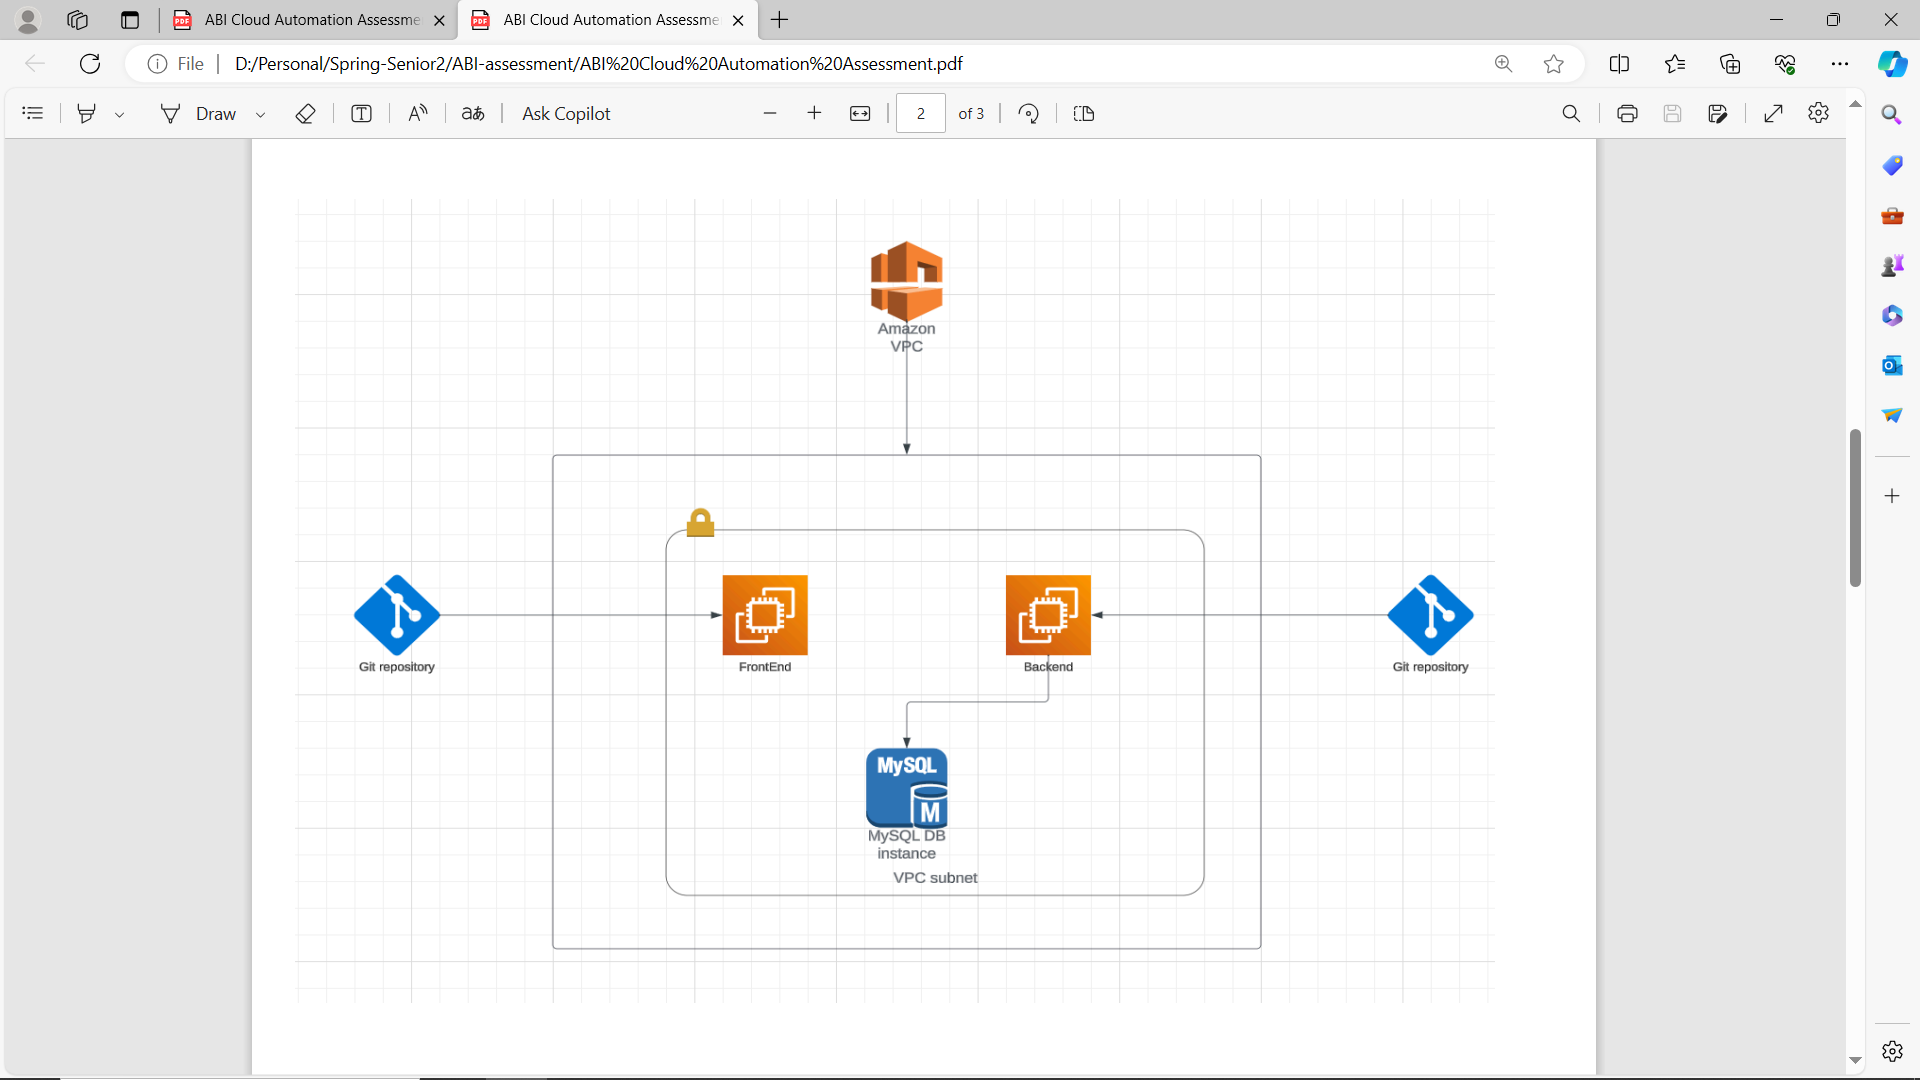 ABI Cloud Automation Assessme
ABI Cloud Automation Assessme
File
D:/Personal/Spring-Senior2/ABI-assessment/ABI%20Cloud%20Automation%20Assessment.pdf
Draw
Ask Copilot
2 of 3
Amazon
VPC
Git repository
FrontEnd
Backend
Git repository
MySQL
M
MySQL DB
instance
VPC subnet